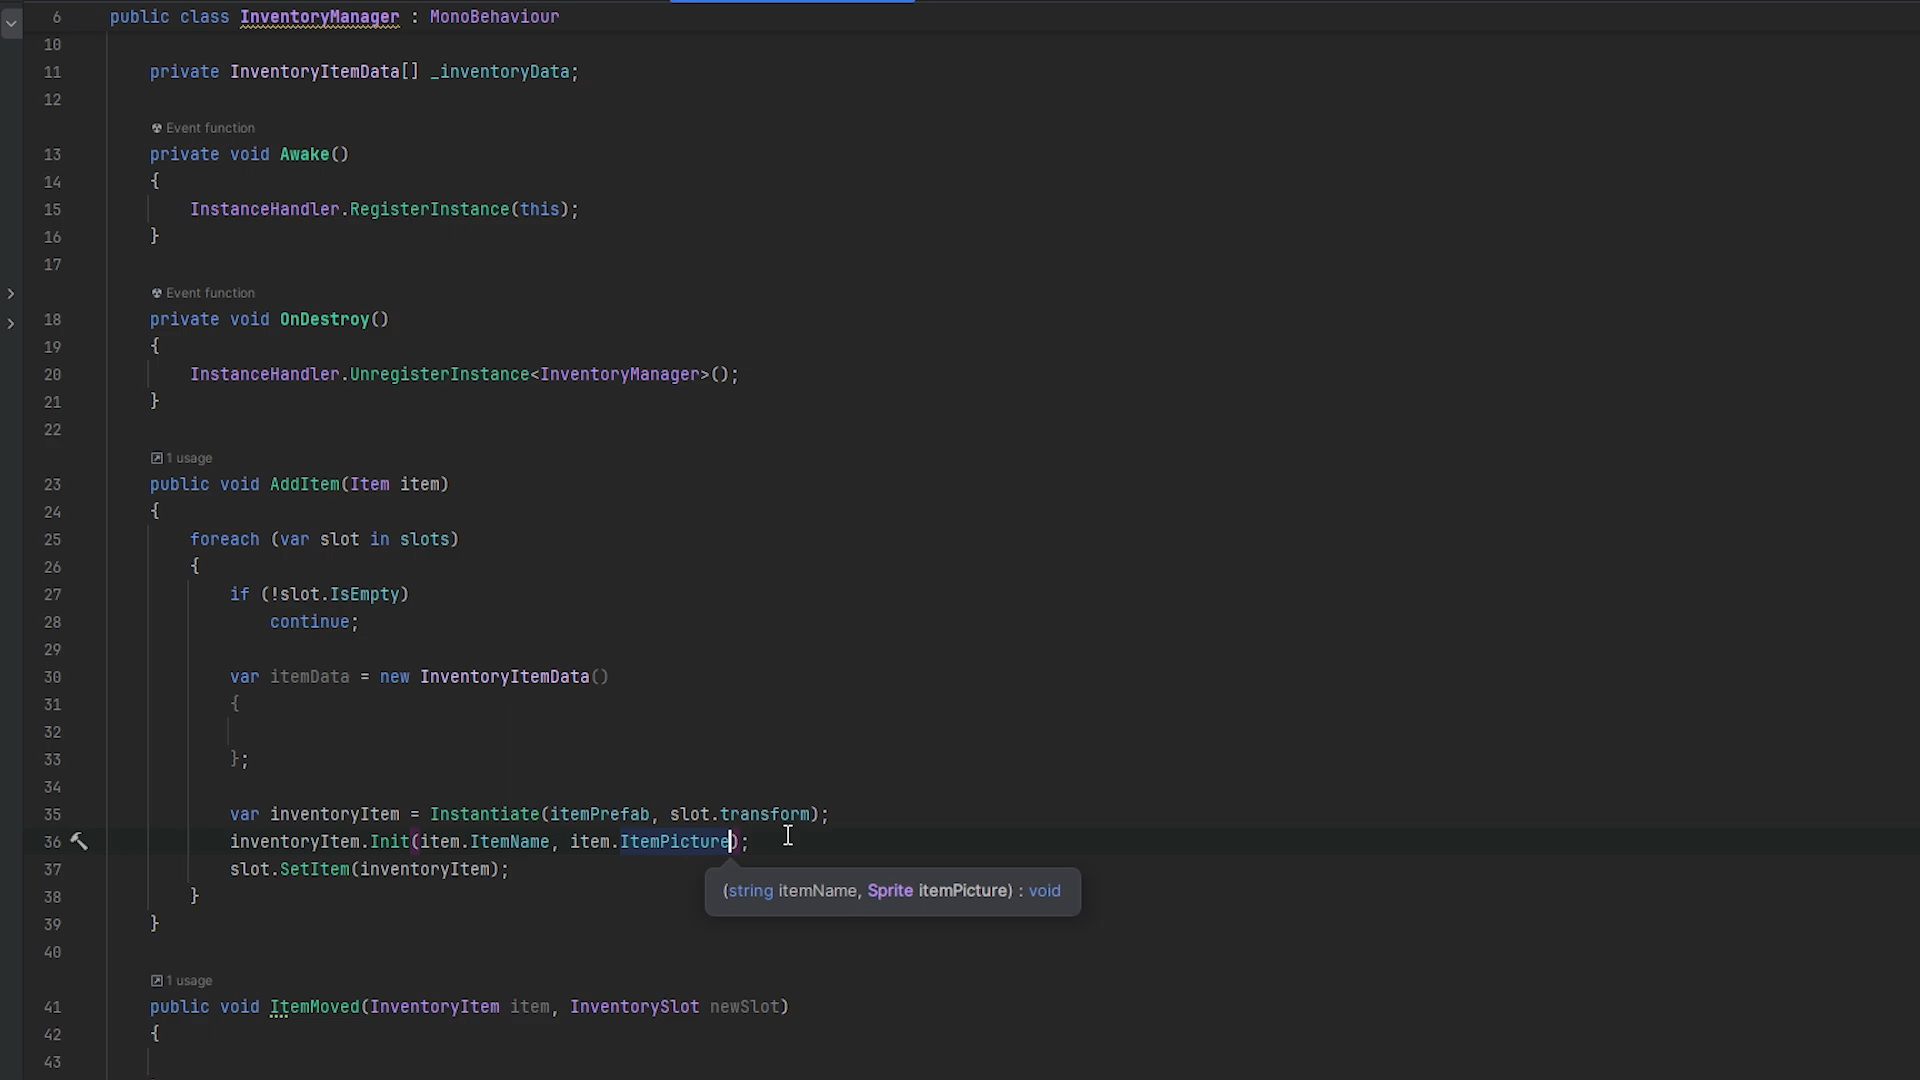 6 public class InventoryManager : MonoBehaviour
10
11 private InventoryItemData[] _inventoryData;
12
Event function
13 private void Awake()
14 {
15 InstanceHandler.RegisterInstance(this);
16 }
17
Event function
18 private void OnDestroy()
19 {
20 InstanceHandler.UnregisterInstance<InventoryManager>();
21 }
22
1 usage
23 public void AddItem(Item item)
24 {
25 foreach (var slot in slots)
26 {
27 if (!slot.IsEmpty)
28 continue;
29
30 var itemData = new InventoryItemData()
31 {
32
33 };
34
35 var inventoryItem = Instantiate(itemPrefab, slot.transform);
36 inventoryItem.Init(item.ItemName, item.ItemPicture);
37 slot.SetItem(inventoryItem);
(string itemName, Sprite itemPicture) : void
38 }
39 }
40
1 usage
41 public void ItemMoved(InventoryItem item, InventorySlot newSlot)
42 {
43